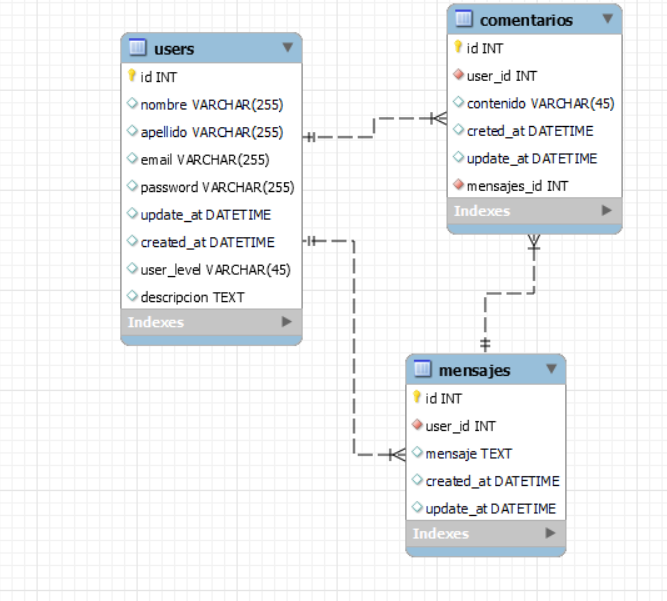 users
id INT
nombre VARCHAR(255)
apellido VARCHAR(255)
email VARCHAR(255)
password VARCHAR(255)
update_at DATETIME
created_at DATETIME
user_level VARCHAR(45)
descripcion TEXT
Indexes
comentarios
id INT
user_id INT
contenido VARCHAR(45)
creted_at DATETIME
update_at DATETIME
mensajes_id INT
Indexes
mensajes
id INT
user_id INT
mensaje TEXT
created_at DATETIME
update_at DATETIME
Indexes